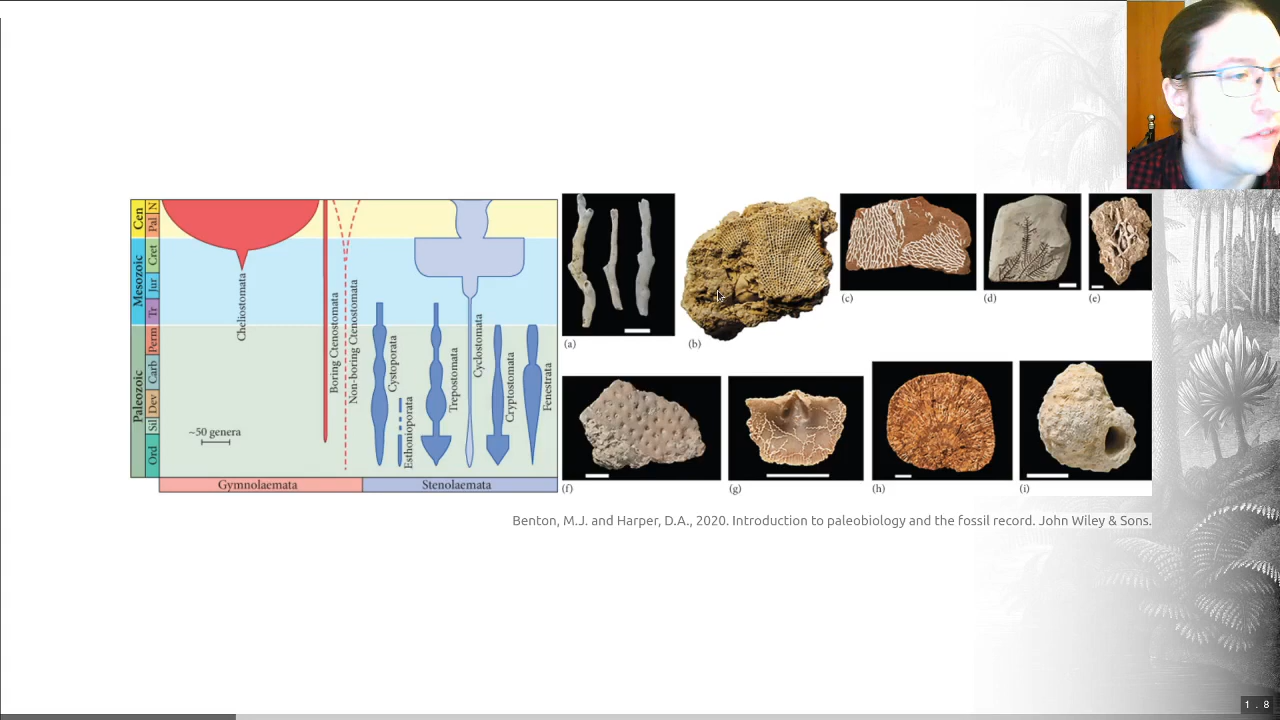 Cen
N
Pal
Mesozoic
Cret
Jur
Tr
Paleozoic
Perm
Carb
Dev
Sil
Ord
Cheliostomata
~50 genera
Boring Ctenostomata
Non-boring Ctenostomata
Cystoporata
Esthonioporata
Trepostomata
Cyclostomata
Cryptostomata
Fenestrata
Gymnolaemata
Stenolaemata
(a)
(b)
(c)
(d)
(e)
(f)
(g)
(h)
(i)
Benton, M.J. and Harper, D.A., 2020. Introduction to paleobiology and the fossil record. John Wiley & Sons.
1 . 8